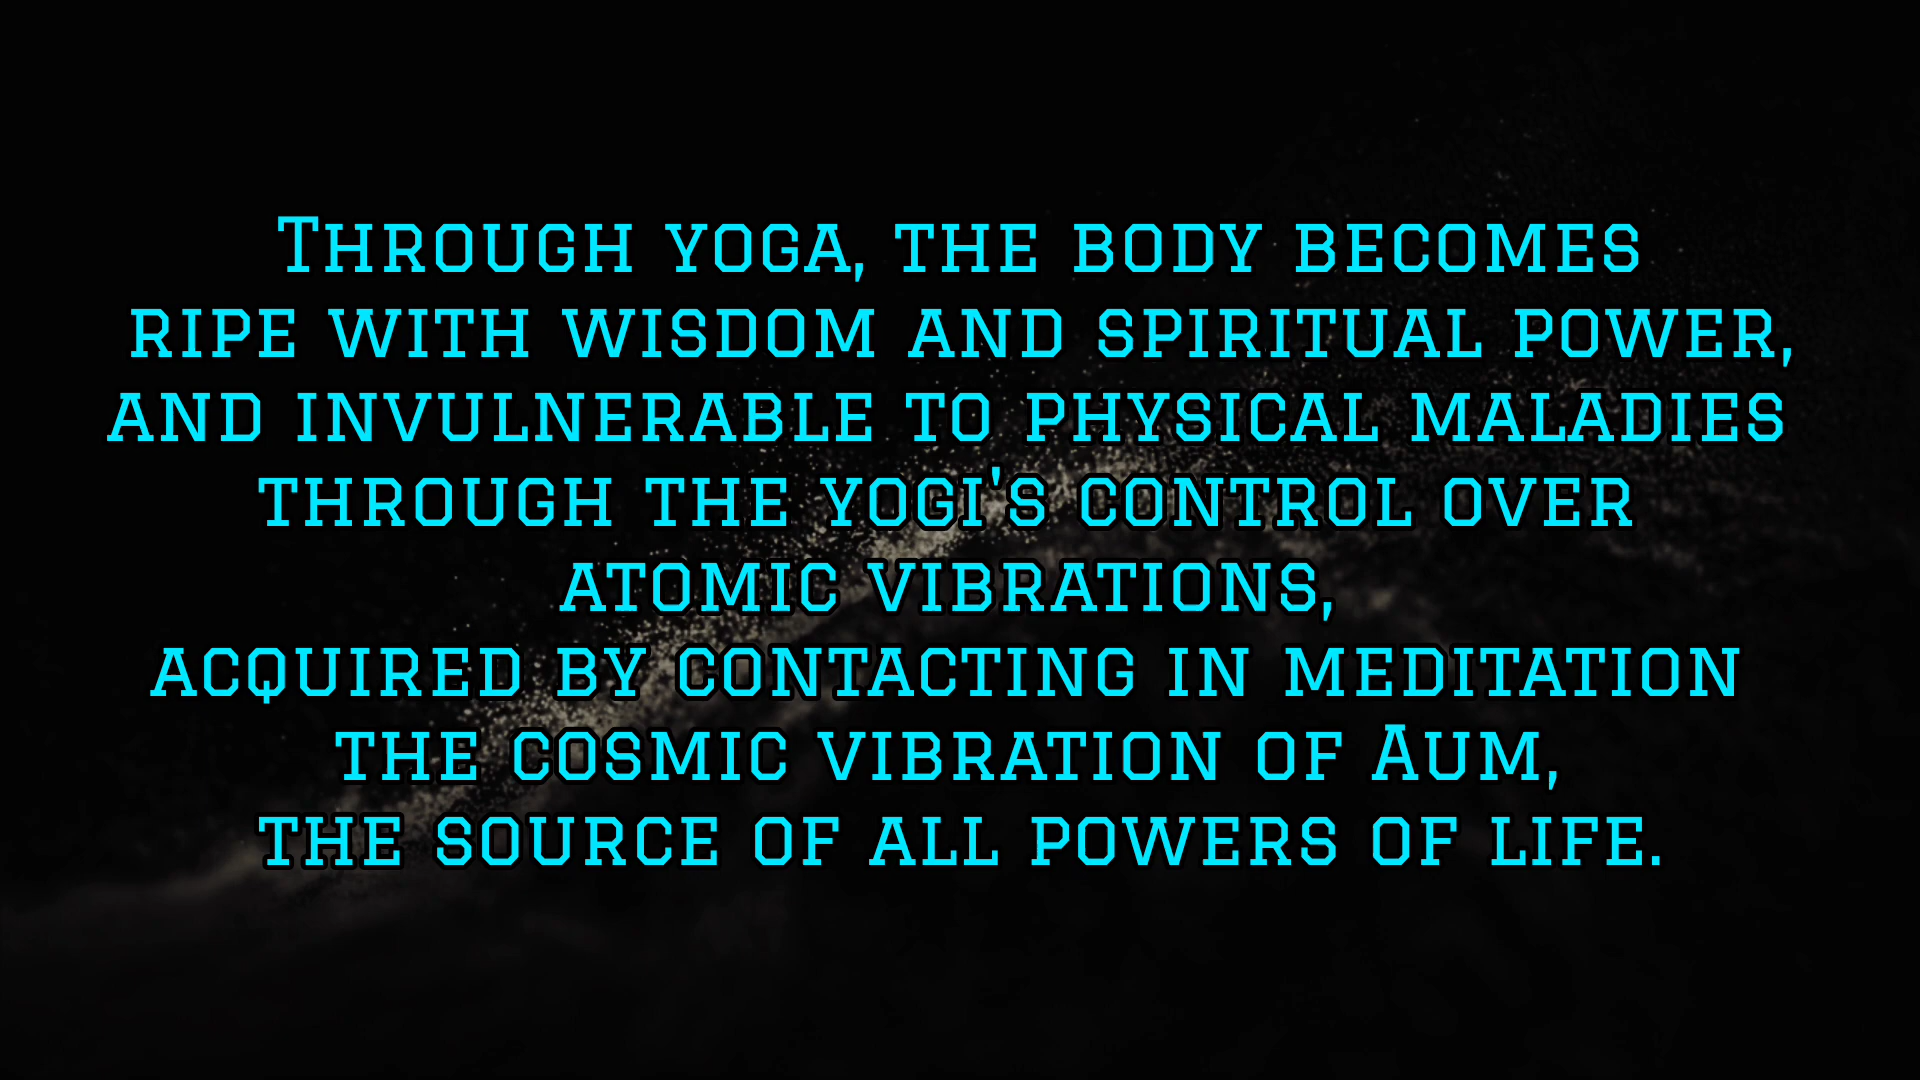 Through yoga, the body becomes
ripe with wisdom and spiritual power,
and invulnerable to physical maladies
through the yogi's control over
atomic vibrations,
acquired by contacting in meditation
the cosmic vibration of Aum,
the source of all powers of life.